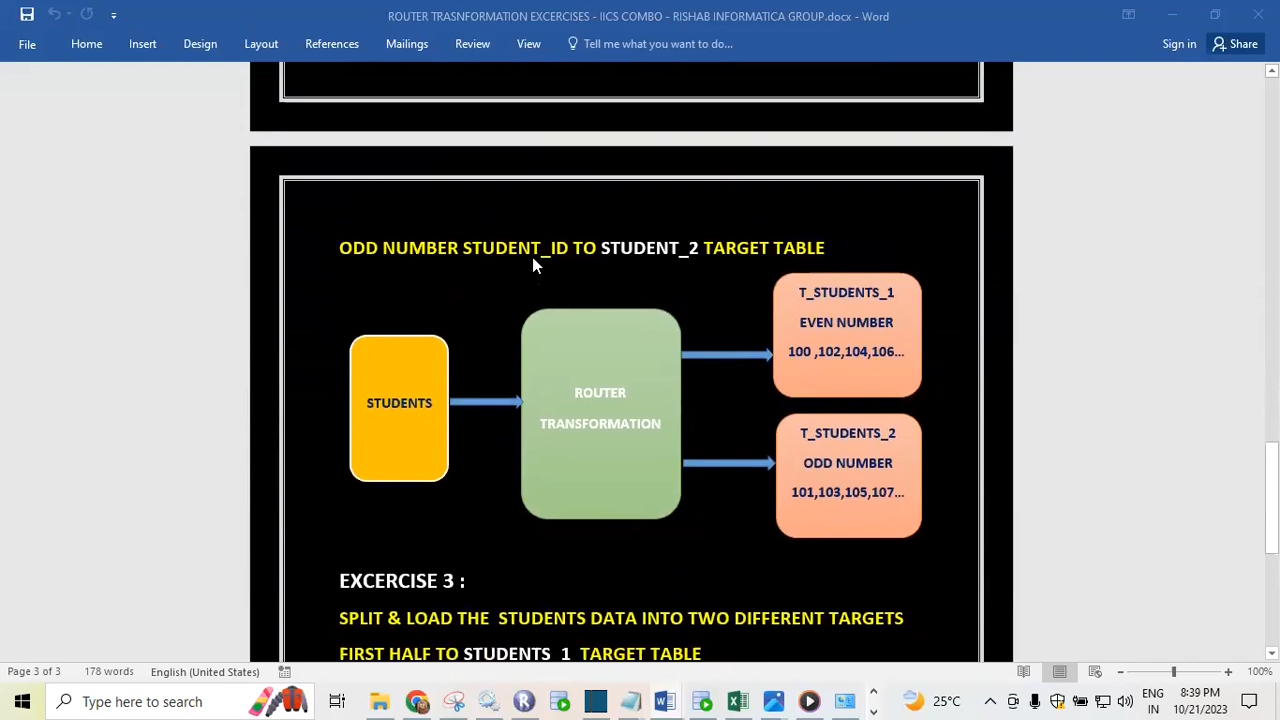 ROUTER TRASNFORMATION EXCERCISES - IICS COMBO - RISHAB INFORMATICA GROUP.docx - Word
File Home Insert Design Layout References Mailings Review View Tell me what you want to do... Sign in Share
ODD NUMBER STUDENT_ID TO STUDENT_2 TARGET TABLE
T_STUDENTS_1
EVEN NUMBER
100 ,102,104,106...
STUDENTS
ROUTER
TRANSFORMATION
T_STUDENTS_2
ODD NUMBER
101,103,105,107...
EXCERCISE 3 :
SPLIT & LOAD THE STUDENTS DATA INTO TWO DIFFERENT TARGETS
FIRST HALF TO STUDENTS_1 TARGET TABLE
Page 3 of 3 178 words English (United States) 100%
Type here to search 25°C ENG 8:39 PM
IN 10/21/2023